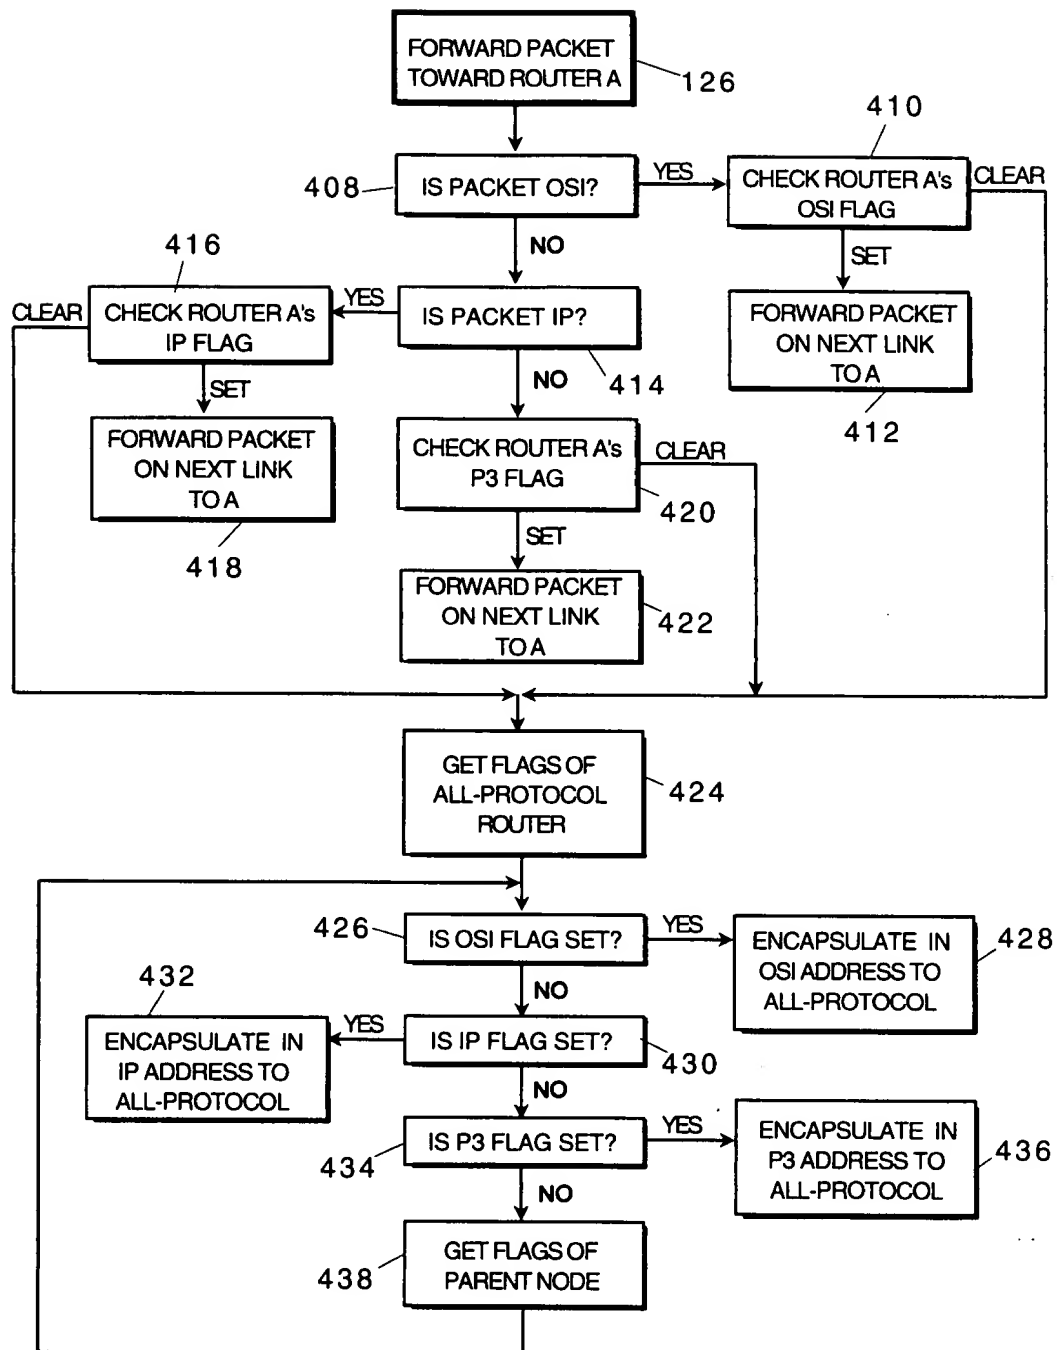 FORWARD PACKET
TOWARD ROUTER A
126
410
408
IS PACKET OSI?
YES
CHECK ROUTER A's
OSI FLAG
CLEAR
NO
SET
416
CLEAR
CHECK ROUTER A's
IP FLAG
YES
IS PACKET IP?
414
FORWARD PACKET
ON NEXT LINK
TO A
412
SET
NO
FORWARD PACKET
ON NEXT LINK
TO A
418
CHECK ROUTER A's
P3 FLAG
CLEAR
420
SET
FORWARD PACKET
ON NEXT LINK
TO A
422
GET FLAGS OF
ALL-PROTOCOL
ROUTER
424
426
IS OSI FLAG SET?
YES
ENCAPSULATE IN
OSI ADDRESS TO
ALL-PROTOCOL
428
NO
432
ENCAPSULATE IN
IP ADDRESS TO
ALL-PROTOCOL
YES
IS IP FLAG SET?
430
NO
434
IS P3 FLAG SET?
YES
ENCAPSULATE IN
P3 ADDRESS TO
ALL-PROTOCOL
436
NO
438
GET FLAGS OF
PARENT NODE